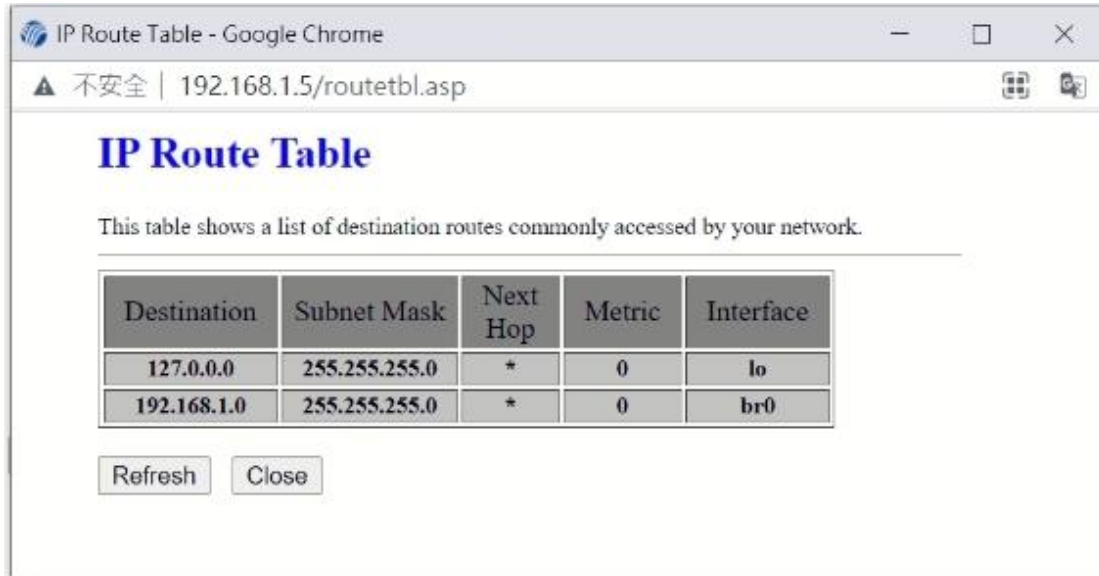 IP Route Table - Google Chrome
不安全 | 192.168.1.5/routetbl.asp
IP Route Table
This table shows a list of destination routes commonly accessed by your network.
Destination Subnet Mask Next Hop Metric Interface
127.0.0.0 255.255.255.0 * 0 lo
192.168.1.0 255.255.255.0 * 0 br0
Refresh Close